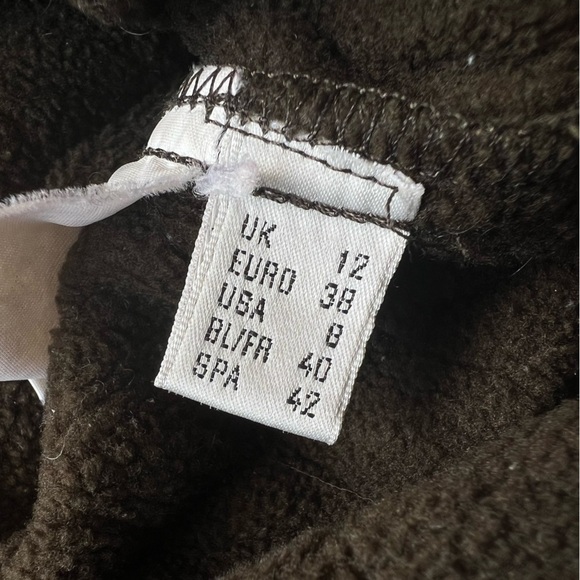 UK 12
EURO 38
USA 8
BL/FR 40
SPA 42